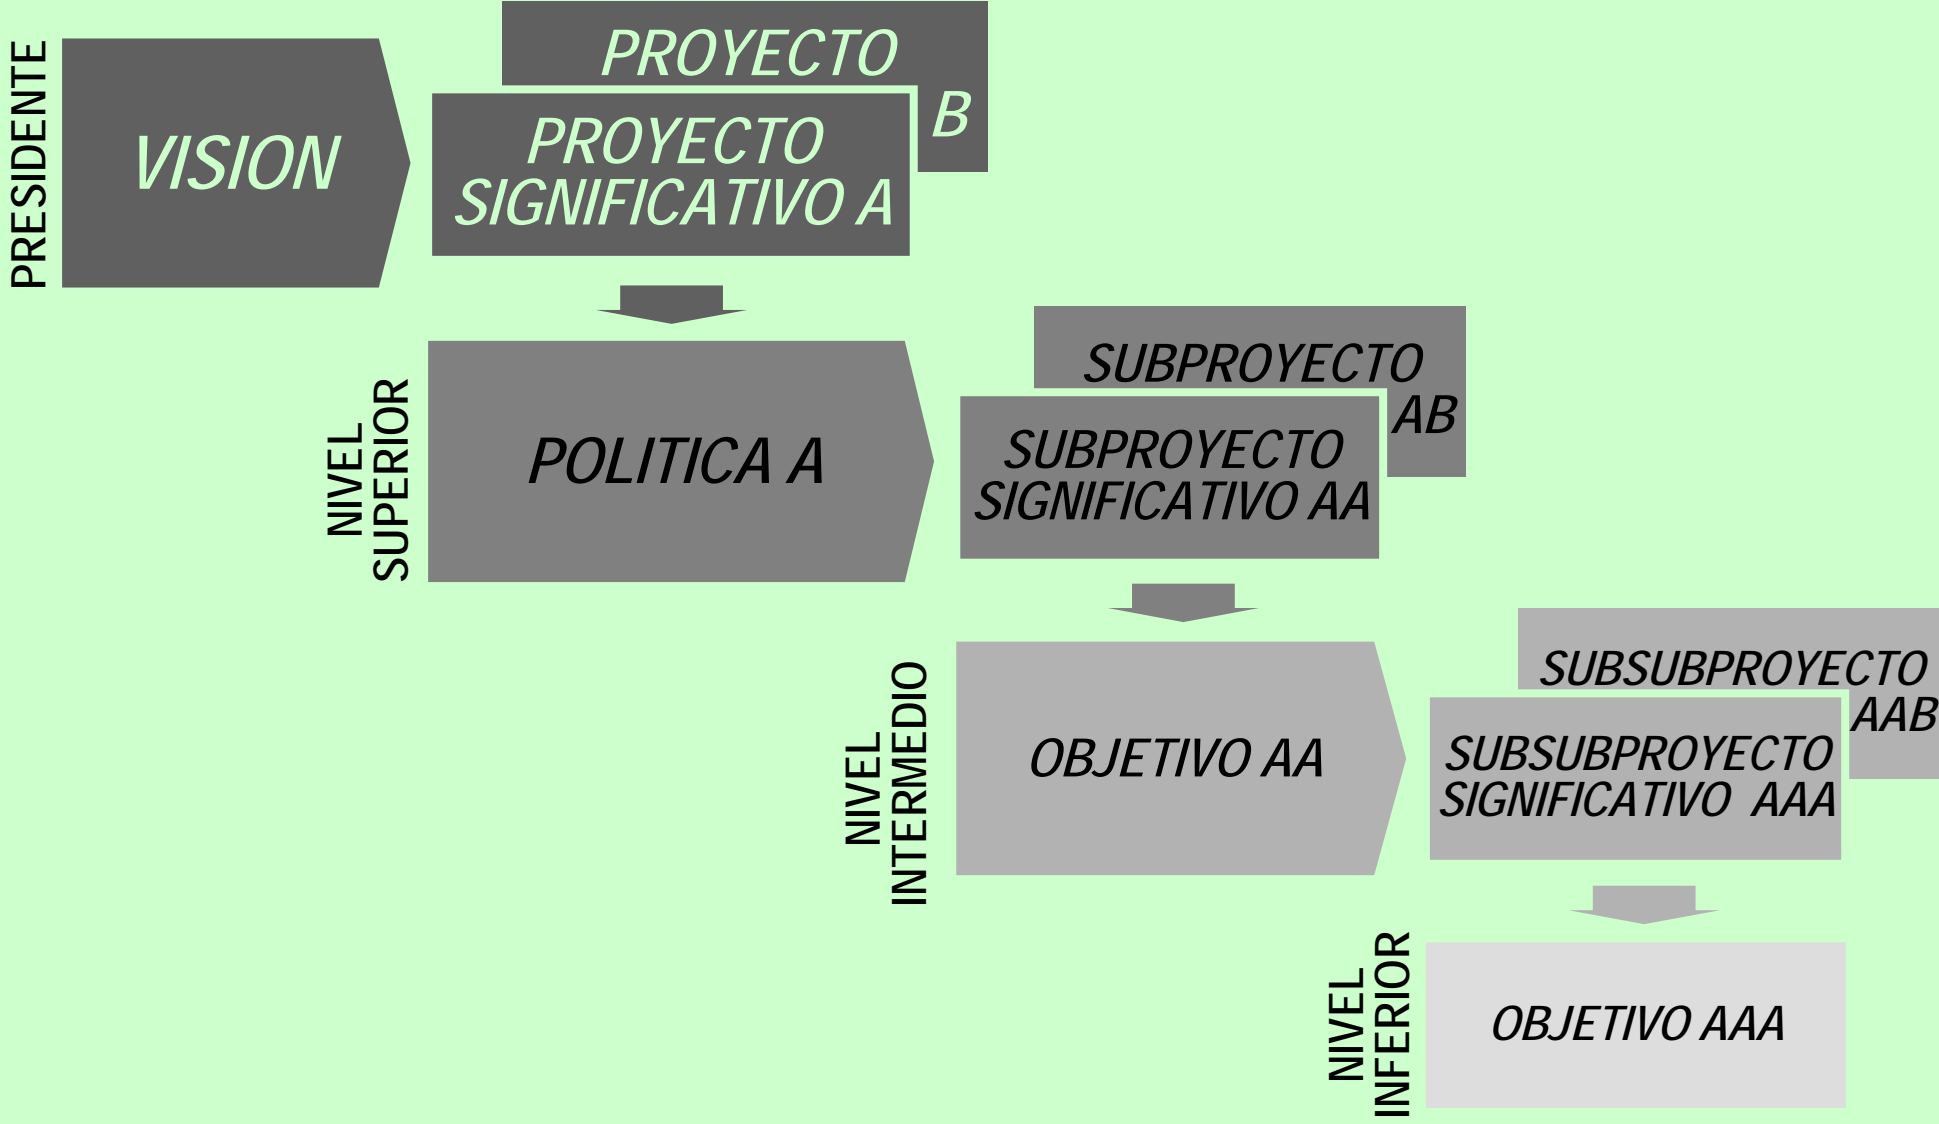 PRESIDENTE
VISION
PROYECTO
B
PROYECTO
SIGNIFICATIVO A
NIVEL
SUPERIOR
POLITICA A
SUBPROYECTO
AB
SUBPROYECTO
SIGNIFICATIVO AA
NIVEL
INTERMEDIO
OBJETIVO AA
SUBSUBPROYECTO
AAB
SUBSUBPROYECTO
SIGNIFICATIVO AAA
NIVEL
INFERIOR
OBJETIVO AAA